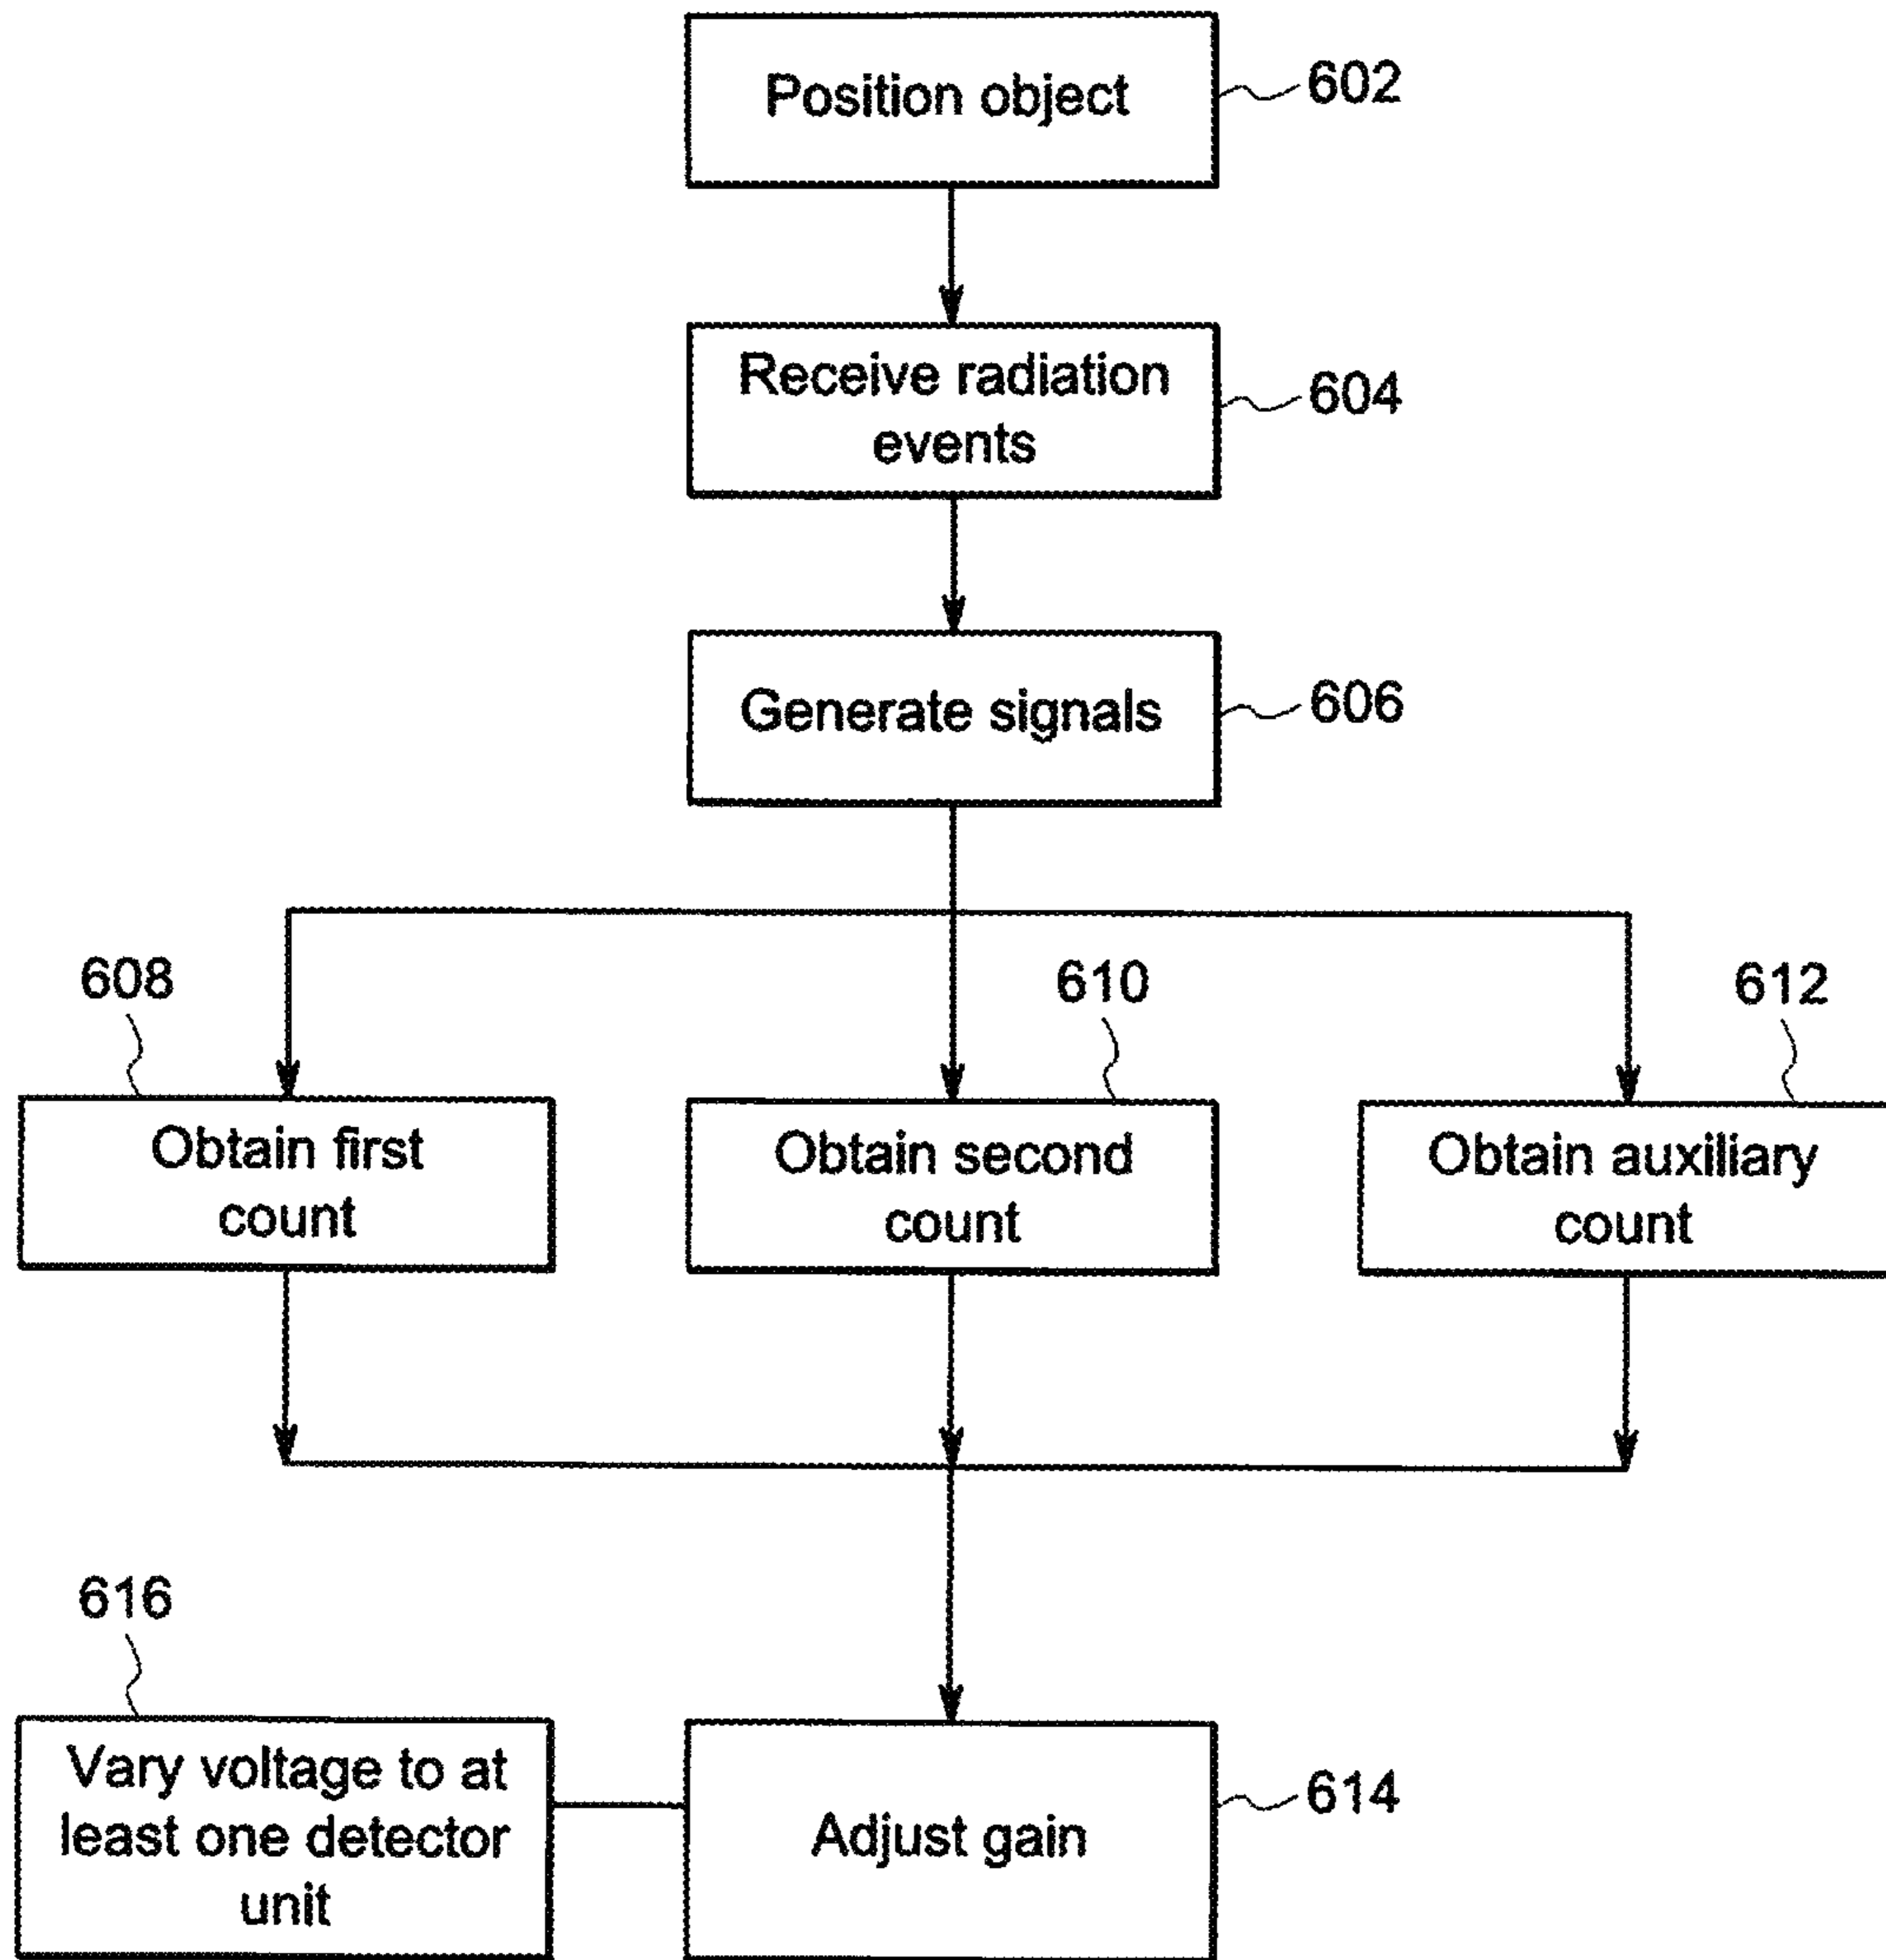 Position object
602
Receive radiation
events
604
Generate signals
606
608
610
612
Obtain first
count
Obtain second
count
Obtain auxiliary
count
616
Vary voltage to at
least one detector
unit
Adjust gain
614